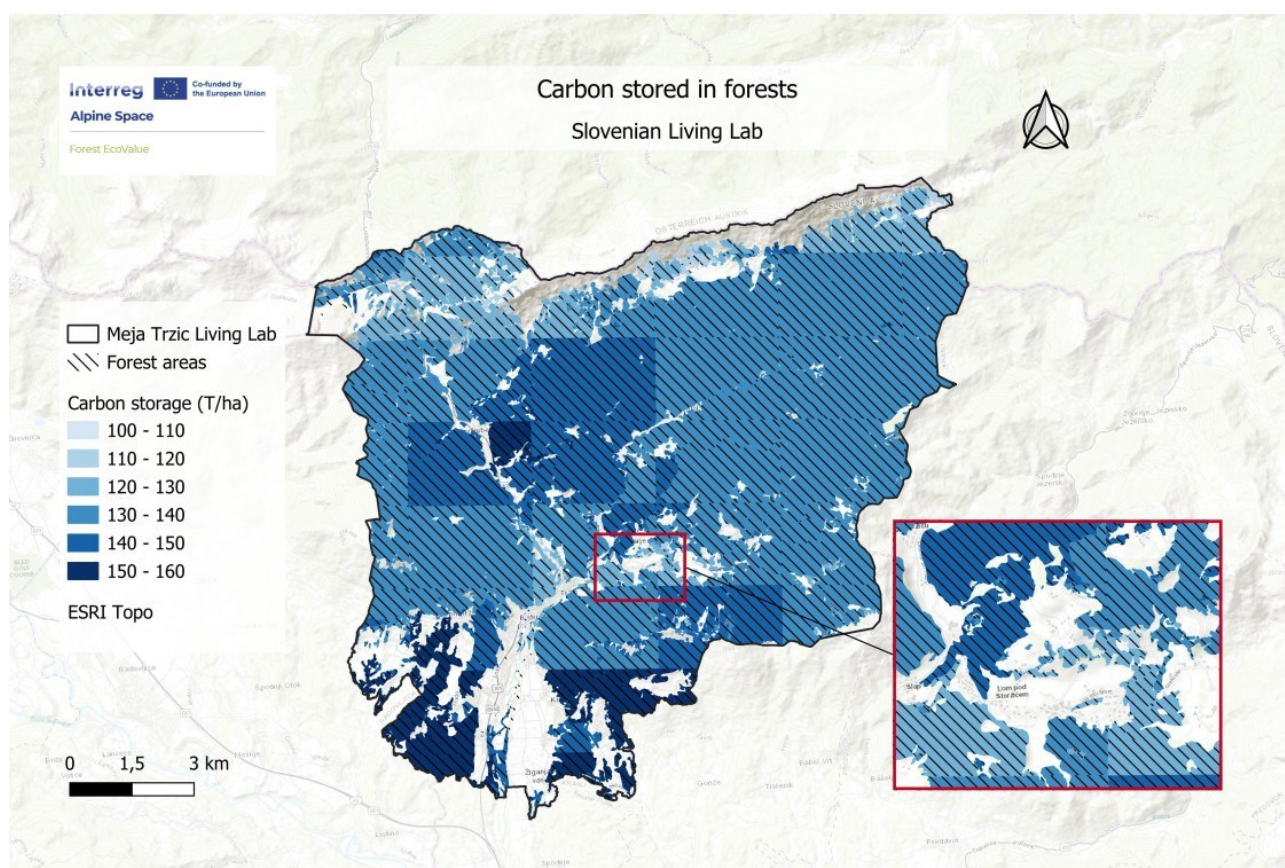 Interreg
Co-funded by
the European Union
Alpine Space
Forest EcoValue
Carbon stored in forests
Slovenian Living Lab
ÖSTERREICH AUSTRIA
Meja Trzic Living Lab
Forest areas
Carbon storage (T/ha)
100 - 110
110 - 120
120 - 130
130 - 140
140 - 150
150 - 160
ESRI Topo
0 1,5 3 km
Slap
Lom pod
Storžičem